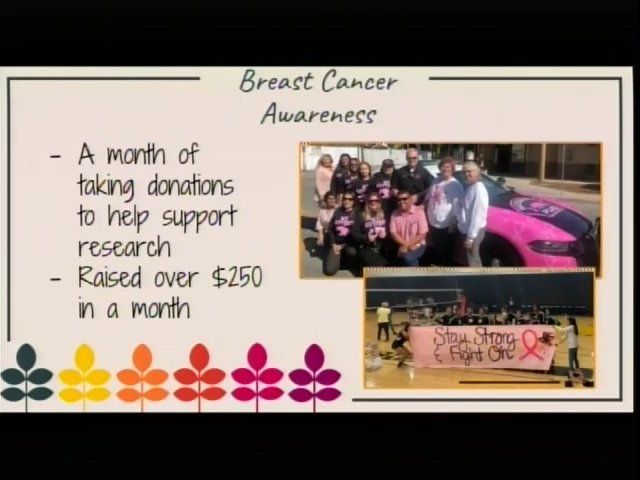 Breast Cancer
Awareness
- A month of
taking donations
to help support
research
- Raised over $250
in a month
Stay Strong
& Fight On